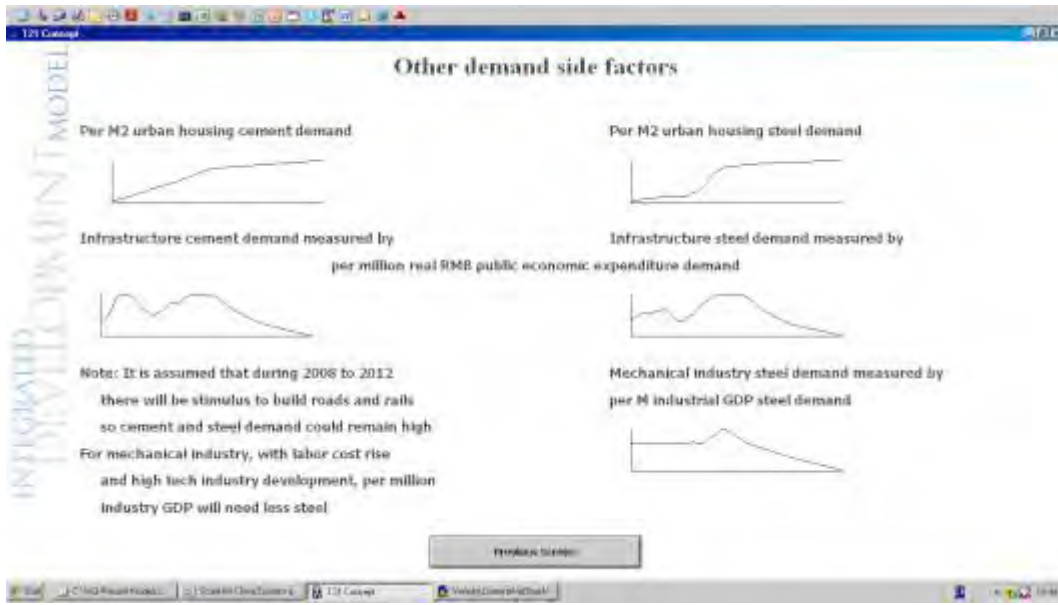 T21 Concept
INTEGRATED
DEVELOPMENT MODEL
Other demand side factors
Per M2 urban housing cement demand
Per M2 urban housing steel demand
Infrastructure cement demand measured by
Infrastructure steel demand measured by
per million real RMB public economic expenditure demand
Note: It is assumed that during 2008 to 2012
there will be stimulus to build roads and rails
so cement and steel demand could remain high
For mechanical industry, with labor cost rise
and high tech industry development, per million
industry GDP will need less steel
Mechanical industry steel demand measured by
per M industrial GDP steel demand
Previous Screen
T21 Concept